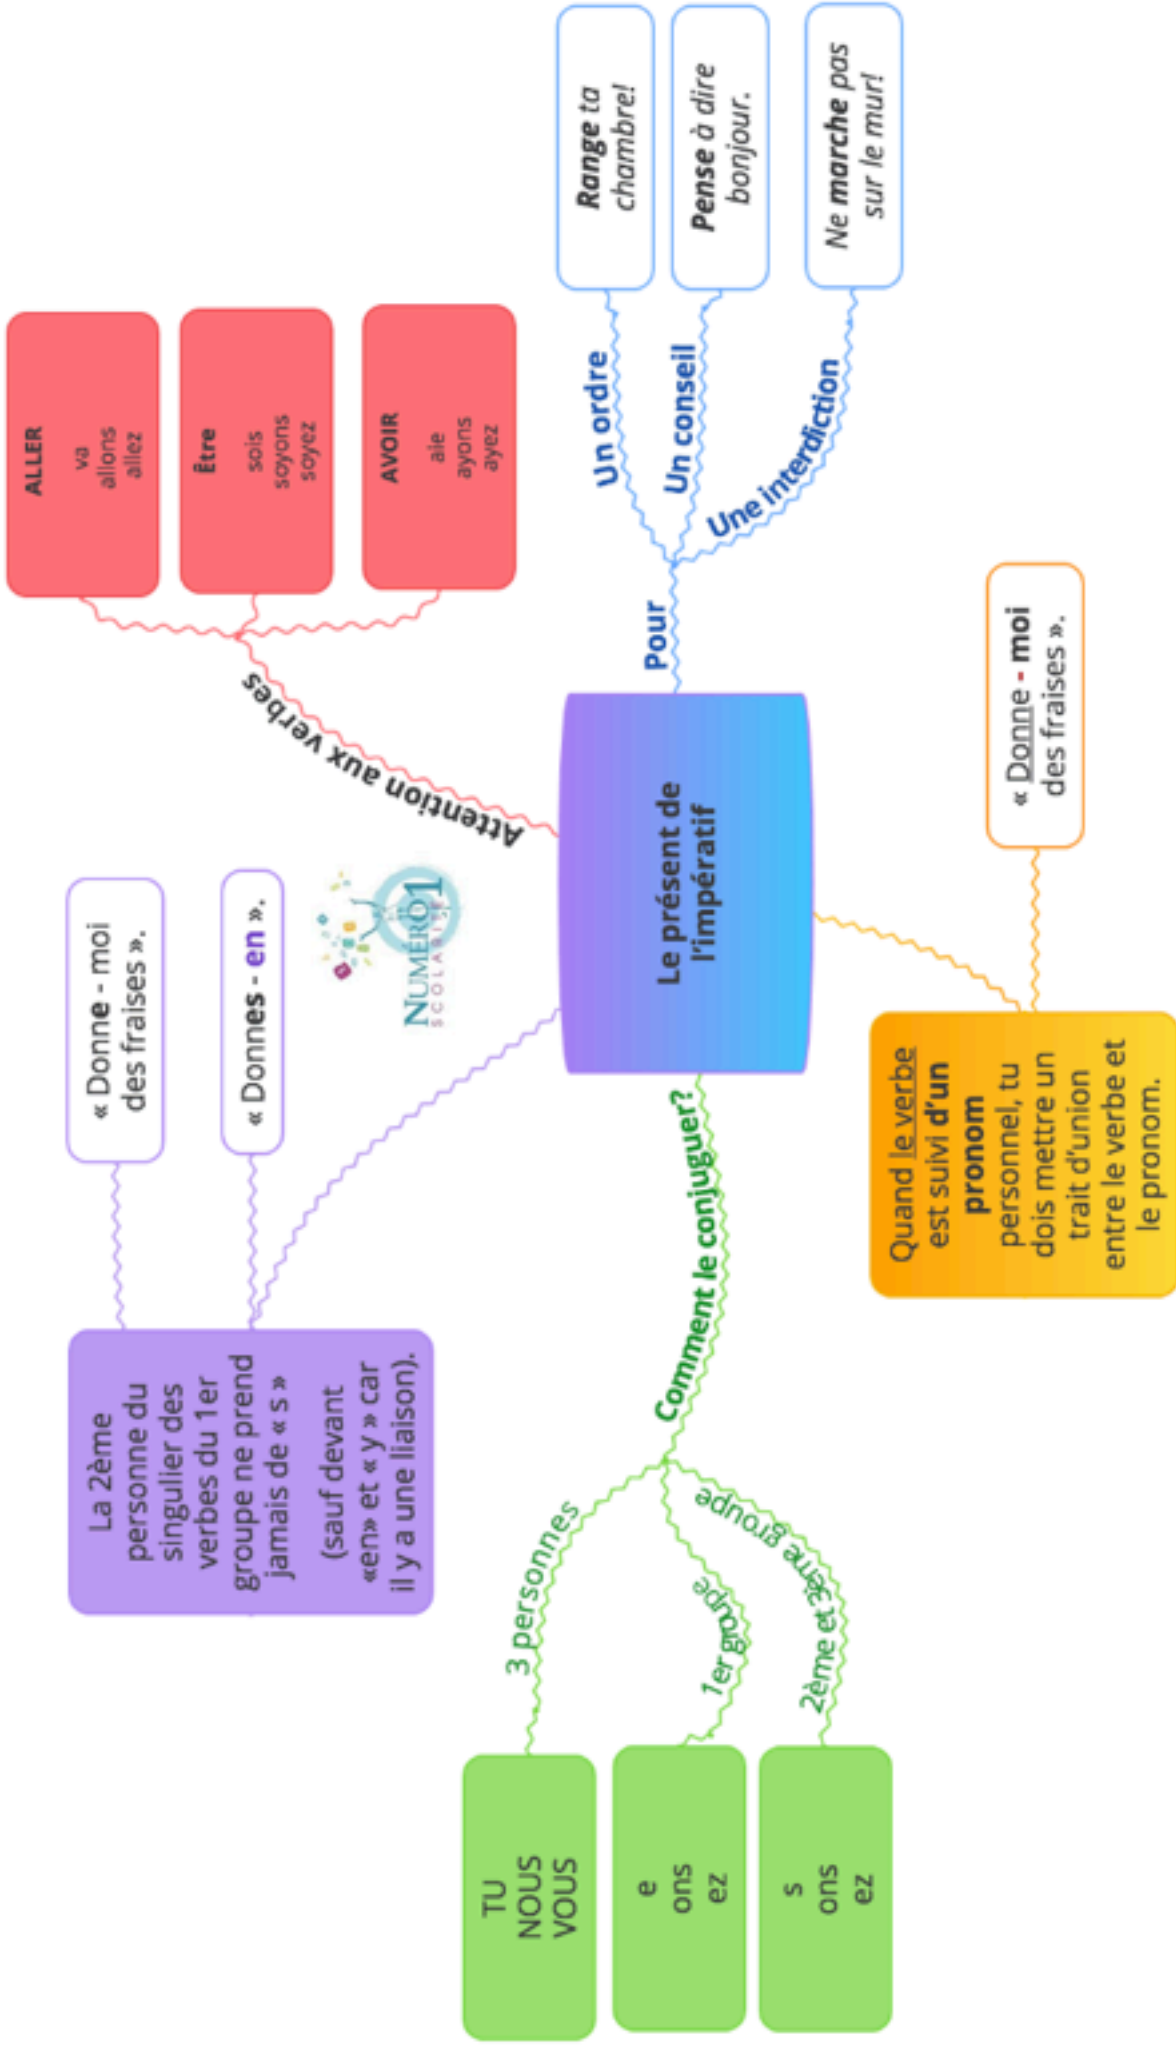 La 2ème
personne du
singulier des
verbes du 1er
groupe ne prend
jamais de « s »
(sauf devant
«en» et « y » car
il y a une liaison).
« Donne - moi
des fraises ».
« Donnes - en ».
NUMÉRO1
SCOLARISE
Attention aux verbes
ALLER
va
allons
allez
Être
sois
soyons
soyez
AVOIR
aie
ayons
ayez
Le présent de
l'impératif
Pour
Un ordre
Range ta
chambre!
Un conseil
Pense à dire
bonjour.
Une interdiction
Ne marche pas
sur le mur!
Comment le conjuguer?
3 personnes
TU
NOUS
VOUS
1er groupe
e
ons
ez
2ème et 3ème groupe
s
ons
ez
Quand le verbe
est suivi d'un
pronom
personnel, tu
dois mettre un
trait d'union
entre le verbe et
le pronom.
« Donne - moi
des fraises ».